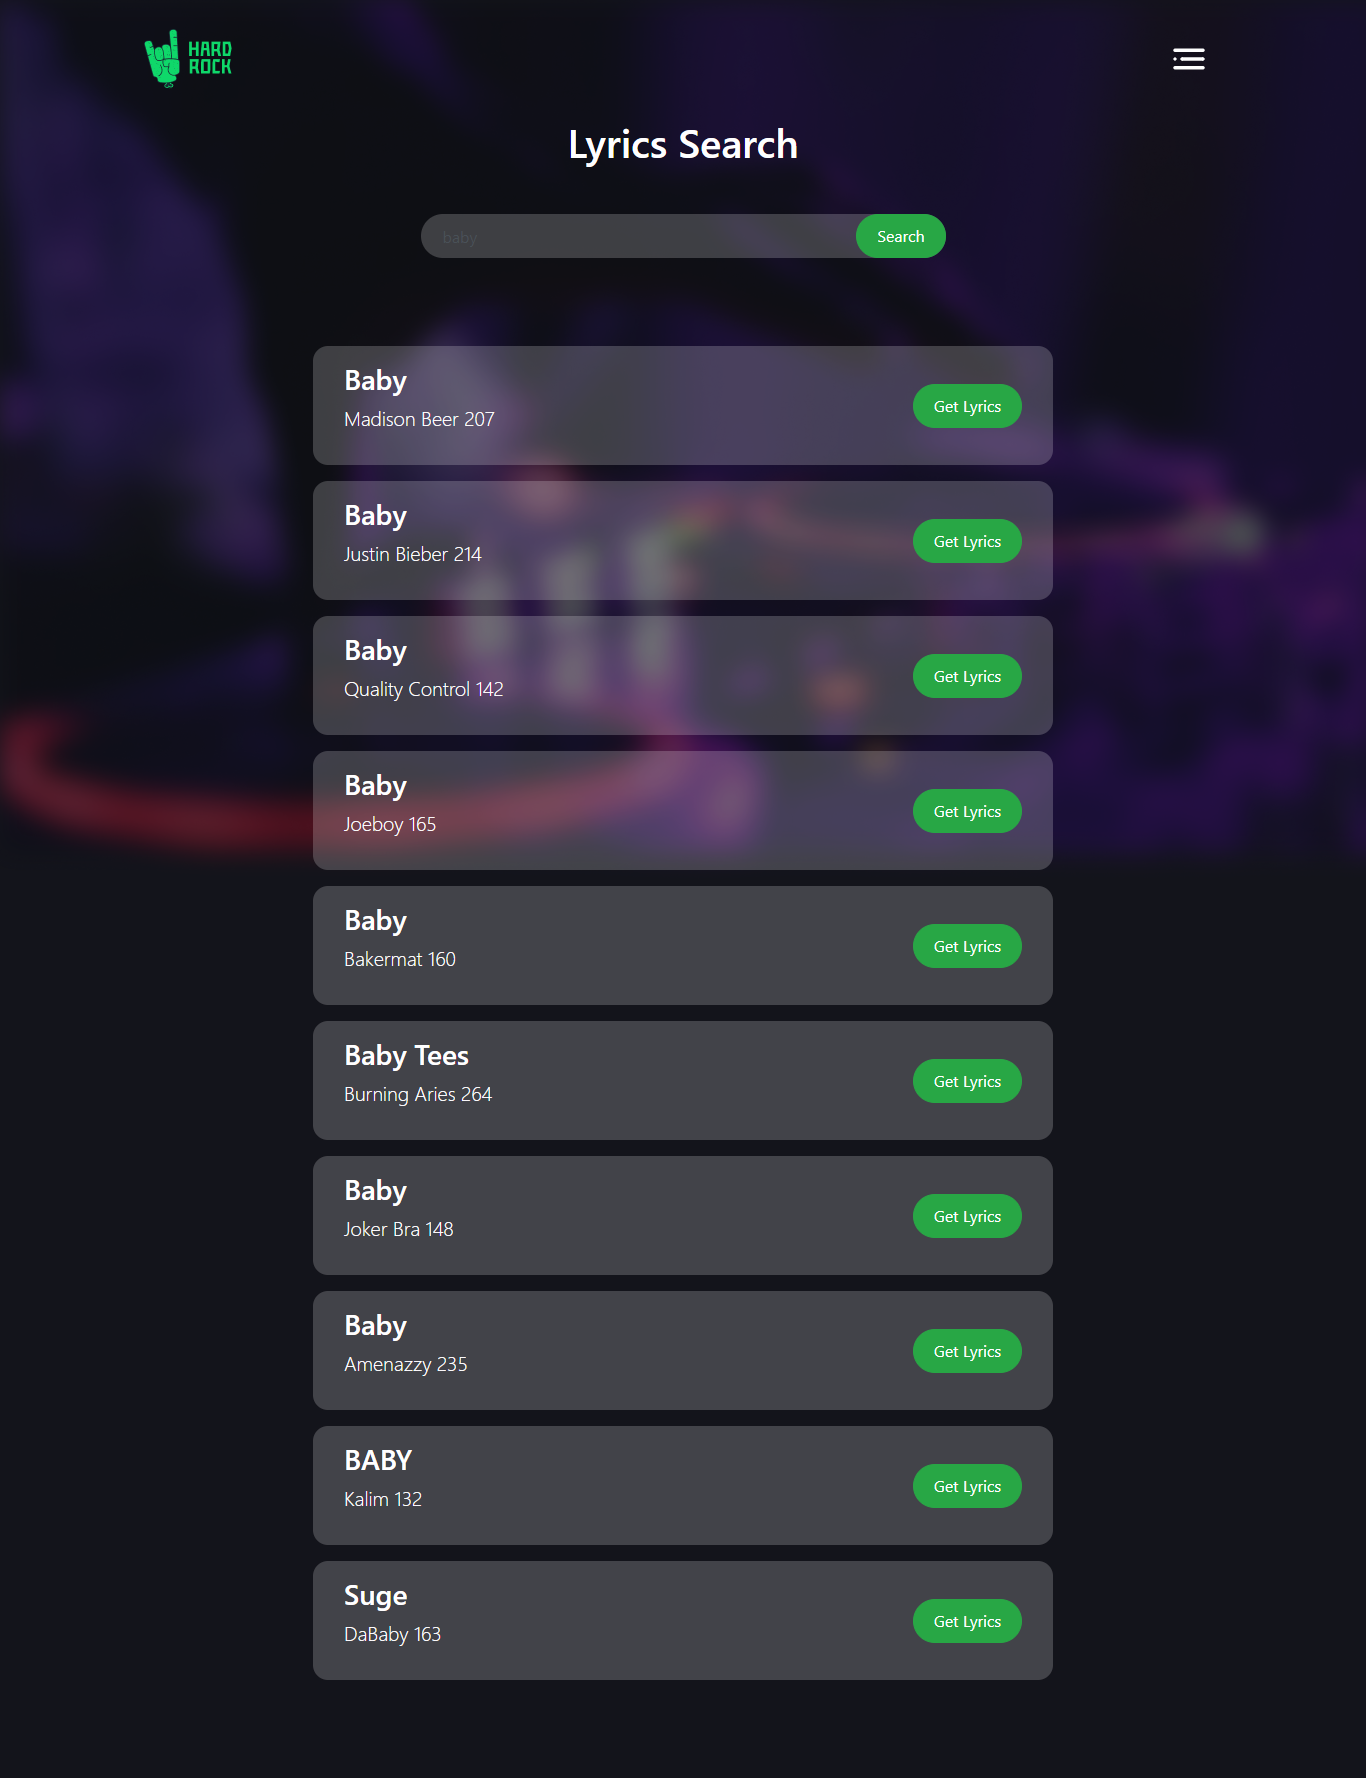 HARD
ROCK
Lyrics Search
baby
Search
Baby
Madison Beer 207
Get Lyrics
Baby
Justin Bieber 214
Get Lyrics
Baby
Quality Control 142
Get Lyrics
Baby
Joeboy 165
Get Lyrics
Baby
Bakermat 160
Get Lyrics
Baby Tees
Burning Aries 264
Get Lyrics
Baby
Joker Bra 148
Get Lyrics
Baby
Amenazzy 235
Get Lyrics
BABY
Kalim 132
Get Lyrics
Suge
DaBaby 163
Get Lyrics